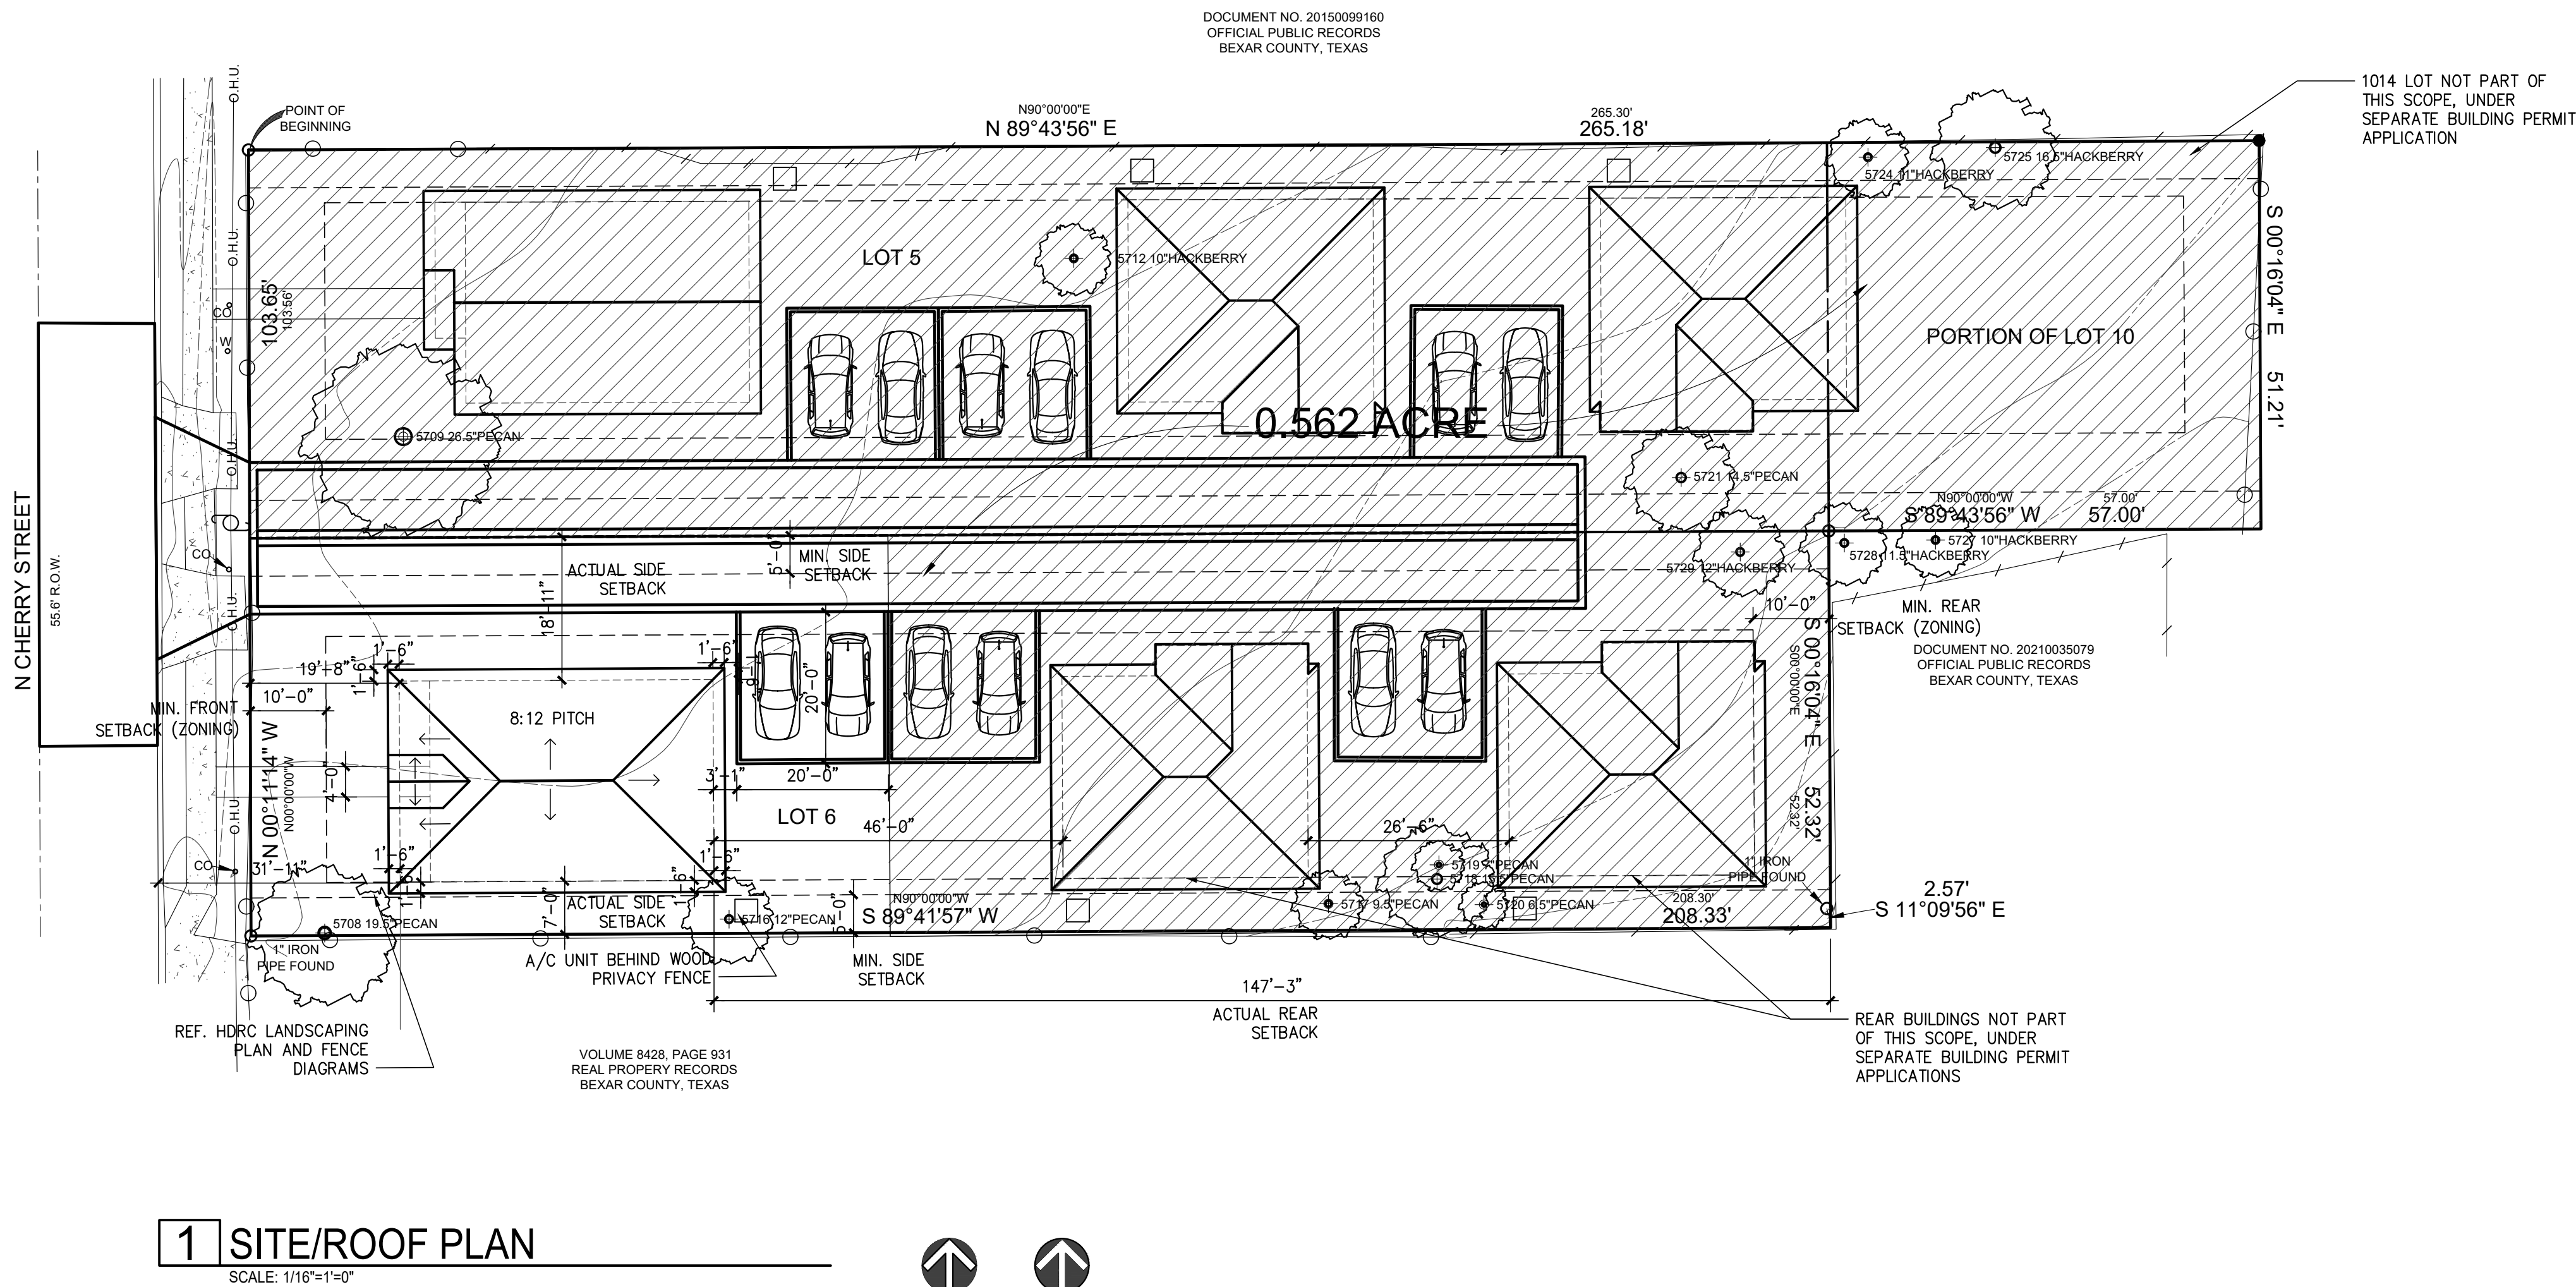 DOCUMENT NO. 20150099160
OFFICIAL PUBLIC RECORDS
BEXAR COUNTY, TEXAS
1014 LOT NOT PART OF
THIS SCOPE, UNDER
SEPARATE BUILDING PERMIT
APPLICATION
POINT OF
BEGINNING
N90°00'00"E
N 89°43'56" E
265.30'
265.18'
O.H.U.
5725 16.5"HACKBERRY
5724 11"HACKBERRY
S 00°16'04" E 51.21'
O.H.U.
LOT 5
5712 10"HACKBERRY
103.65'
103.56'
CO
W
PORTION OF LOT 10
0.562 ACRE
5709 26.5"PECAN
O.H.U.
5721 14.5"PECAN
N90°00'00"W
57.00'
S 89°43'56" W
57.00'
N CHERRY STREET
55.6' R.O.W.
5727 10"HACKBERRY
5728 11.5"HACKBERRY
5729 12"HACKBERRY
CO
ACTUAL SIDE
SETBACK
18'-11"
5'-0"
MIN. SIDE
SETBACK
O.H.U.
10'-0"
MIN. REAR
SETBACK (ZONING)
DOCUMENT NO. 20210035079
OFFICIAL PUBLIC RECORDS
BEXAR COUNTY, TEXAS
1'-6"
19'-8"
1'-6"
1'-6"
20'-0"
10'-0"
MIN. FRONT
SETBACK (ZONING)
8:12 PITCH
S 00°16'04" E 52.32'
S00°00'00"E
52.32'
N 00°11'14" W
N00°00'00"W
4'-0"
3'-1"
20'-0"
LOT 6
46'-0"
26'-6"
O.H.U.
CO
31'-11"
1'-6"
1'-6"
1'-6"
1'-6"
5719 7"PECAN
5718 15.5"PECAN
1" IRON
PIPE FOUND
7'-0"
ACTUAL SIDE
SETBACK
5'-0"
N90°00'00"W
S 89°41'57" W
5717 9.5"PECAN
5720 6.5"PECAN
208.30'
208.33'
2.57'
S 11°09'56" E
5708 19.5"PECAN
5716 12"PECAN
1" IRON
PIPE FOUND
A/C UNIT BEHIND WOOD
PRIVACY FENCE
MIN. SIDE
SETBACK
147'-3"
ACTUAL REAR
SETBACK
REF. HDRC LANDSCAPING
PLAN AND FENCE
DIAGRAMS
REAR BUILDINGS NOT PART
OF THIS SCOPE, UNDER
SEPARATE BUILDING PERMIT
APPLICATIONS
VOLUME 8428, PAGE 931
REAL PROPERY RECORDS
BEXAR COUNTY, TEXAS
1 SITE/ROOF PLAN
SCALE: 1/16"=1'=0"